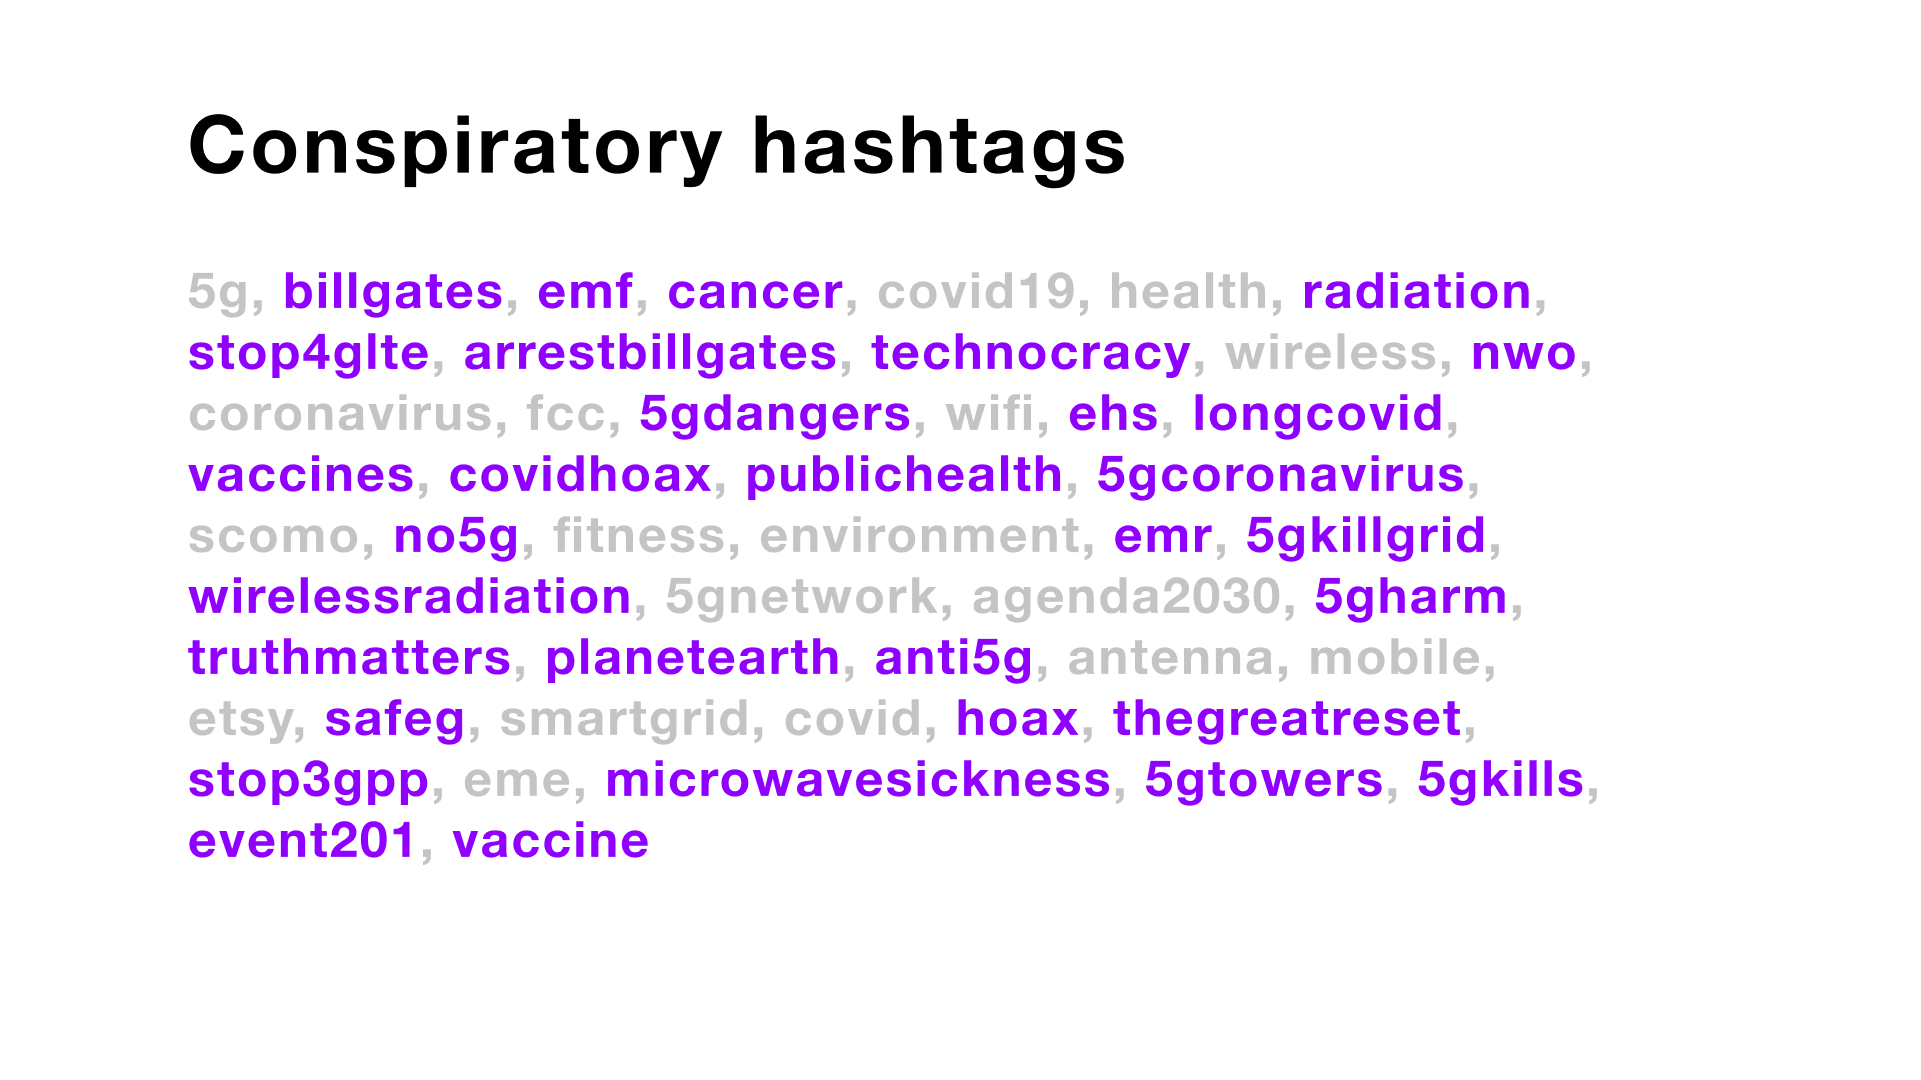 Conspiratory hashtags
5g, billgates, emf, cancer, covid19, health, radiation,
stop4glte, arrestbillgates, technocracy, wireless, nwo,
coronavirus, fcc, 5gdangers, wifi, ehs, longcovid,
vaccines, covidhoax, publichealth, 5gcoronavirus,
scomo, no5g, fitness, environment, emr, 5gkillgrid,
wirelessradiation, 5gnetwork, agenda2030, 5gharm,
truthmatters, planetearth, anti5g, antenna, mobile,
etsy, safeg, smartgrid, covid, hoax, thegreatreset,
stop3gpp, eme, microwavesickness, 5gtowers, 5gkills,
event201, vaccine